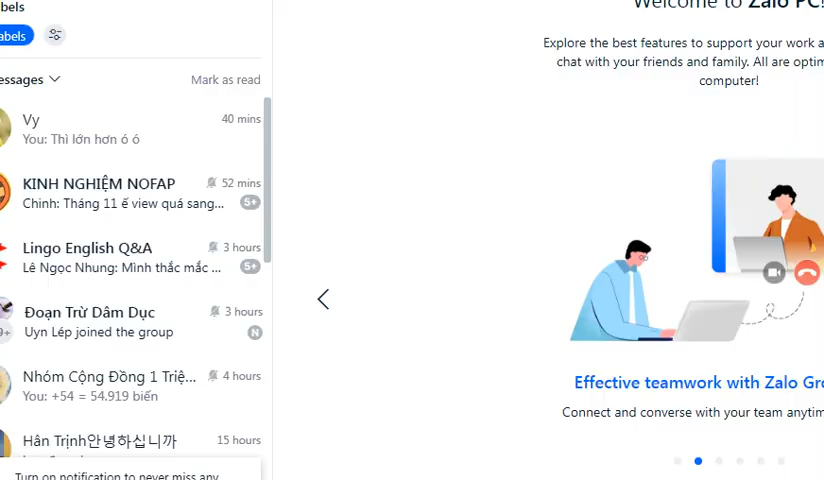 abels
abels
essages
Mark as read
Vy
40 mins
You: Thì lớn hơn ó ó
KINH NGHIỆM NOFAP
52 mins
Chinh: Tháng 11 ế view quá sang...
5+
Lingo English Q&A
3 hours
Lê Ngọc Nhung: Mình thắc mắc ...
5+
9+
Đoạn Trừ Dâm Dục
3 hours
Uyn Lép joined the group
N
Nhóm Cộng Đồng 1 Triệ...
4 hours
You: +54 = 54.919 biến
Hân Trịnh안녕하십니까
15 hours
Turn on notification to never miss any
Welcome to Zalo PC!
Explore the best features to support your work a
chat with your friends and family. All are optim
computer!
Effective teamwork with Zalo Gro
Connect and converse with your team anytim